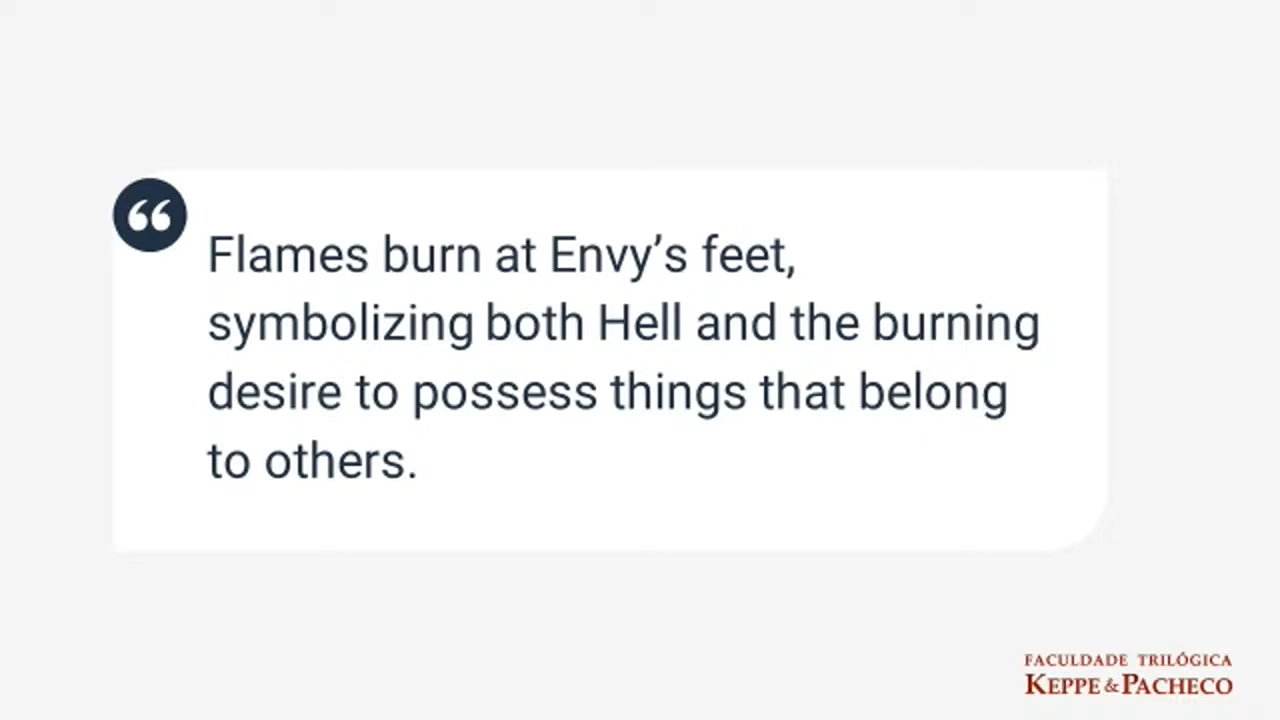 “
Flames burn at Envy’s feet,
symbolizing both Hell and the burning
desire to possess things that belong
to others.
FACULDADE TRILÓGICA
KEPPE & PACHECO